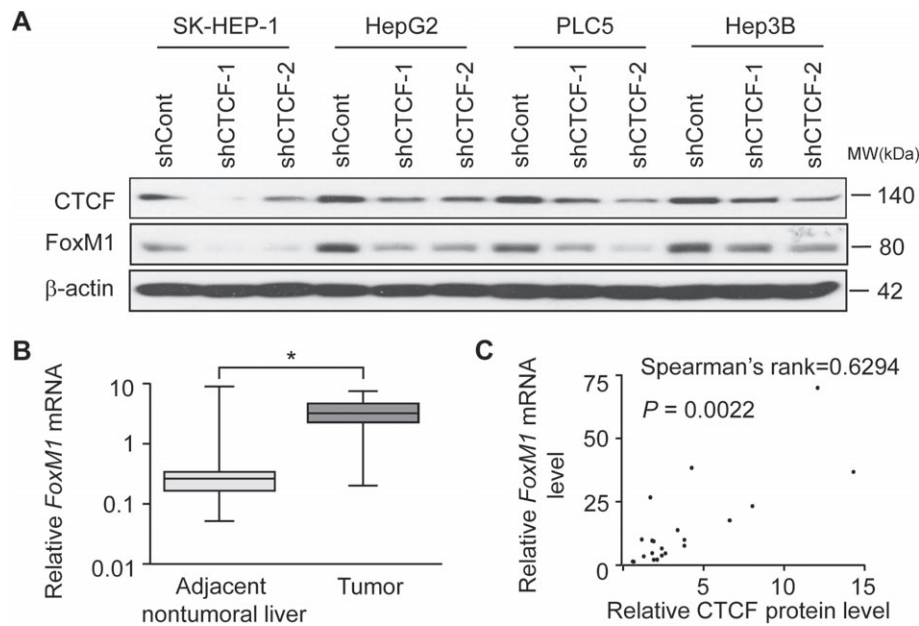 A
SK-HEP-1 HepG2 PLC5 Hep3B
shCont shCTCF-1 shCTCF-2 shCont shCTCF-1 shCTCF-2 shCont shCTCF-1 shCTCF-2 shCont shCTCF-1 shCTCF-2
MW(kDa)
CTCF 140
FoxM1 80
β-actin 42
B
*
Relative FoxM1 mRNA
10
1
0.1
0.01
Adjacent
nontumoral liver
Tumor
C
Spearman's rank=0.6294
P = 0.0022
Relative FoxM1 mRNA
level
75
50
25
0
5 10 15
Relative CTCF protein level